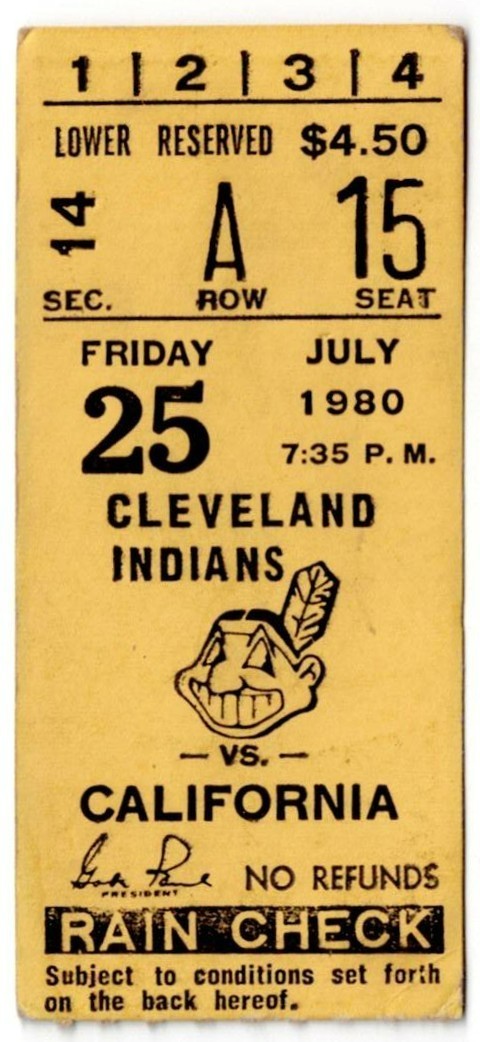 1 | 2 | 3 | 4
LOWER RESERVED $4.50
14 A 15
SEC. ROW SEAT
FRIDAY JULY
25 1980
7:35 P. M.
CLEVELAND
INDIANS
— VS. —
CALIFORNIA
NO REFUNDS
PRESIDENT
RAIN CHECK
Subject to conditions set forth
on the back hereof.